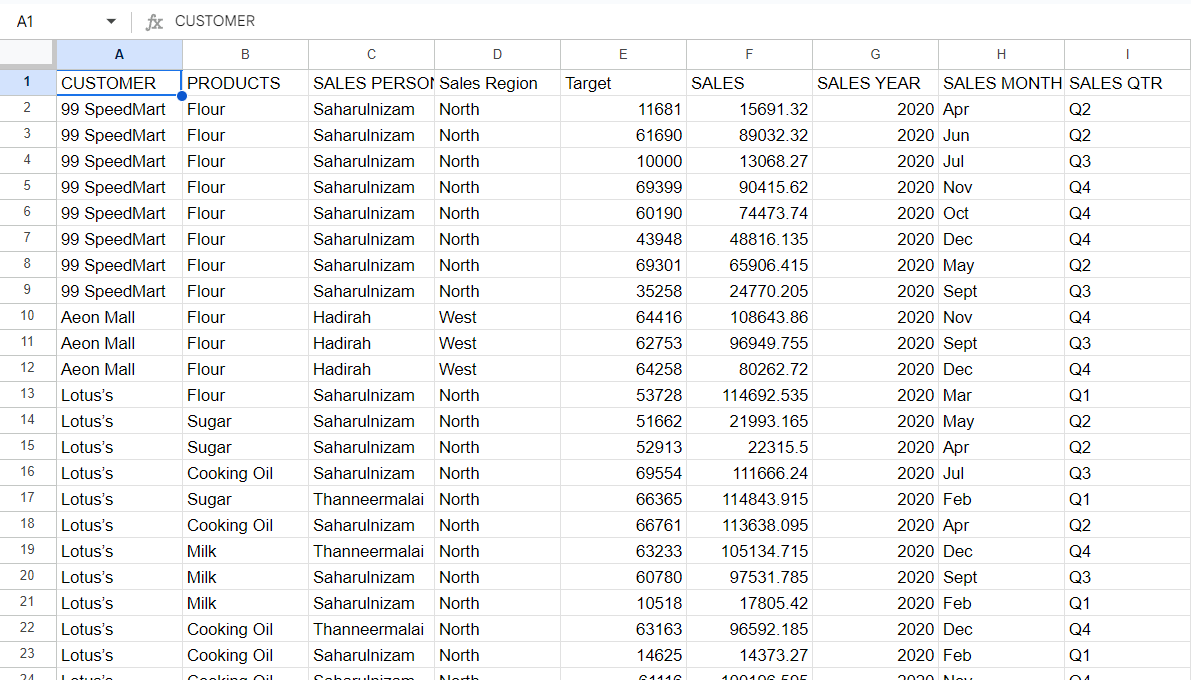 A1 fx CUSTOMER
A B C D E F G H I
1 CUSTOMER PRODUCTS SALES PERSON Sales Region Target SALES SALES YEAR SALES MONTH SALES QTR
2 99 SpeedMart Flour Saharulnizam North 11681 15691.32 2020 Apr Q2
3 99 SpeedMart Flour Saharulnizam North 61690 89032.32 2020 Jun Q2
4 99 SpeedMart Flour Saharulnizam North 10000 13068.27 2020 Jul Q3
5 99 SpeedMart Flour Saharulnizam North 69399 90415.62 2020 Nov Q4
6 99 SpeedMart Flour Saharulnizam North 60190 74473.74 2020 Oct Q4
7 99 SpeedMart Flour Saharulnizam North 43948 48816.135 2020 Dec Q4
8 99 SpeedMart Flour Saharulnizam North 69301 65906.415 2020 May Q2
9 99 SpeedMart Flour Saharulnizam North 35258 24770.205 2020 Sept Q3
10 Aeon Mall Flour Hadirah West 64416 108643.86 2020 Nov Q4
11 Aeon Mall Flour Hadirah West 62753 96949.755 2020 Sept Q3
12 Aeon Mall Flour Hadirah West 64258 80262.72 2020 Dec Q4
13 Lotus’s Flour Saharulnizam North 53728 114692.535 2020 Mar Q1
14 Lotus’s Sugar Saharulnizam North 51662 21993.165 2020 May Q2
15 Lotus’s Sugar Saharulnizam North 52913 22315.5 2020 Apr Q2
16 Lotus’s Cooking Oil Saharulnizam North 69554 111666.24 2020 Jul Q3
17 Lotus’s Sugar Thanneermalai North 66365 114843.915 2020 Feb Q1
18 Lotus’s Cooking Oil Saharulnizam North 66761 113638.095 2020 Apr Q2
19 Lotus’s Milk Thanneermalai North 63233 105134.715 2020 Dec Q4
20 Lotus’s Milk Saharulnizam North 60780 97531.785 2020 Sept Q3
21 Lotus’s Milk Saharulnizam North 10518 17805.42 2020 Feb Q1
22 Lotus’s Cooking Oil Thanneermalai North 63163 96592.185 2020 Dec Q4
23 Lotus’s Cooking Oil Saharulnizam North 14625 14373.27 2020 Feb Q1
24 Lotus’s Cooking Oil Saharulnizam North 2020 Nov Q4